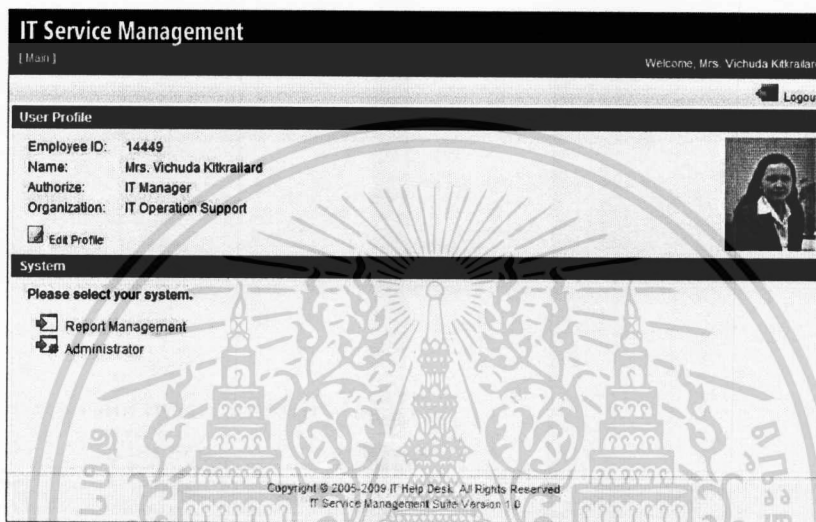 IT Service Management
[ Main ]
Welcome, Mrs. Vichuda Kitkrailard
Logout
User Profile
Employee ID: 14449
Name: Mrs. Vichuda Kitkrailard
Authorize: IT Manager
Organization: IT Operation Support
Edit Profile
System
Please select your system.
Report Management
Administrator
Copyright © 2005-2009 IT Help Desk. All Rights Reserved
IT Service Management Suite Version 1.0